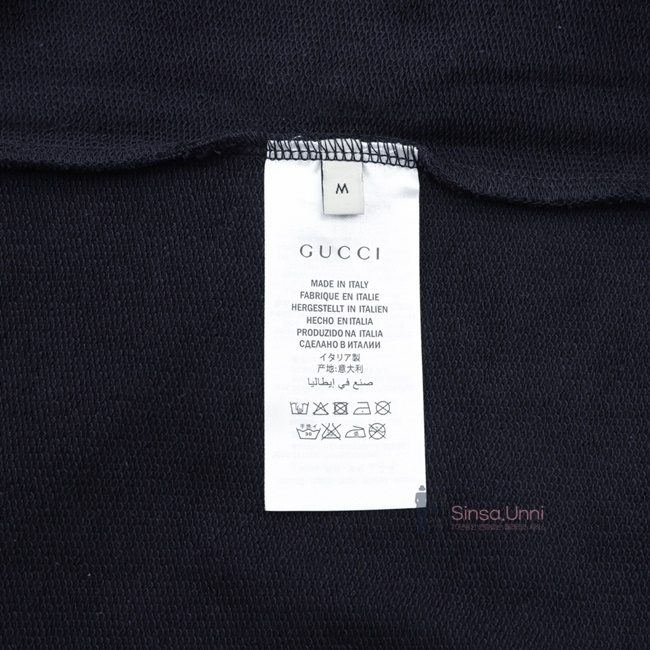 M
GUCCI
MADE IN ITALY
FABRIQUE EN ITALIE
HERGESTELLT IN ITALIEN
HECHO EN ITALIA
PRODUZIDO NA ITALIA
СДЕЛАНО В ИТАЛИИ
イタリア製
产地:意大利
صنع في إيطاليا
Sinsa.Unni